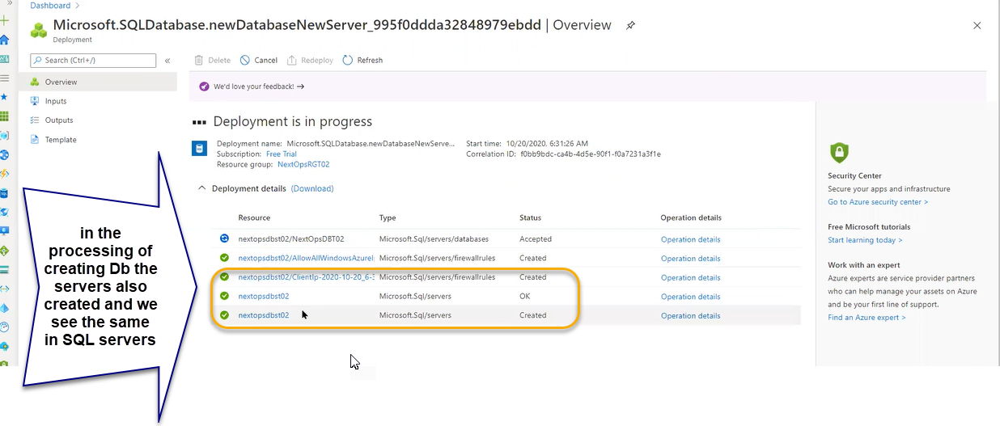 Dashboard >
Microsoft.SQLDatabase.newDatabaseNewServer_995f0ddda32848979ebdd | Overview
Deployment
Search (Ctrl+/)
«
Delete
Cancel
Redeploy
Refresh
Overview
Inputs
Outputs
Template
We'd love your feedback! →
Deployment is in progress
Deployment name: Microsoft.SQLDatabase.newDatabaseNewServe...
Subscription: Free Trial
Resource group: NextOpsRGT02
Start time: 10/20/2020, 6:31:26 AM
Correlation ID: f0bb9bdc-ca4b-4d5e-90f1-f0a7231a3f1e
Deployment details (Download)
Resource Type Status Operation details
nextopsdbst02/NextOpsDBT02 Microsoft.Sql/servers/databases Accepted Operation details
nextopsdbst02/AllowAllWindowsAzureI Microsoft.Sql/servers/firewallrules Created Operation details
nextopsdbst02/ClientIp-2020-10-20_6-3 Microsoft.Sql/servers/firewallrules Created Operation details
nextopsdbst02 Microsoft.Sql/servers OK Operation details
nextopsdbst02 Microsoft.Sql/servers Created Operation details
Security Center
Secure your apps and infrastructure
Go to Azure security center >
Free Microsoft tutorials
Start learning today >
Work with an expert
Azure experts are service provider partners
who can help manage your assets on Azure
and be your first line of support.
Find an Azure expert >
in the
processing of
creating Db the
servers also
created and we
see the same
in SQL servers